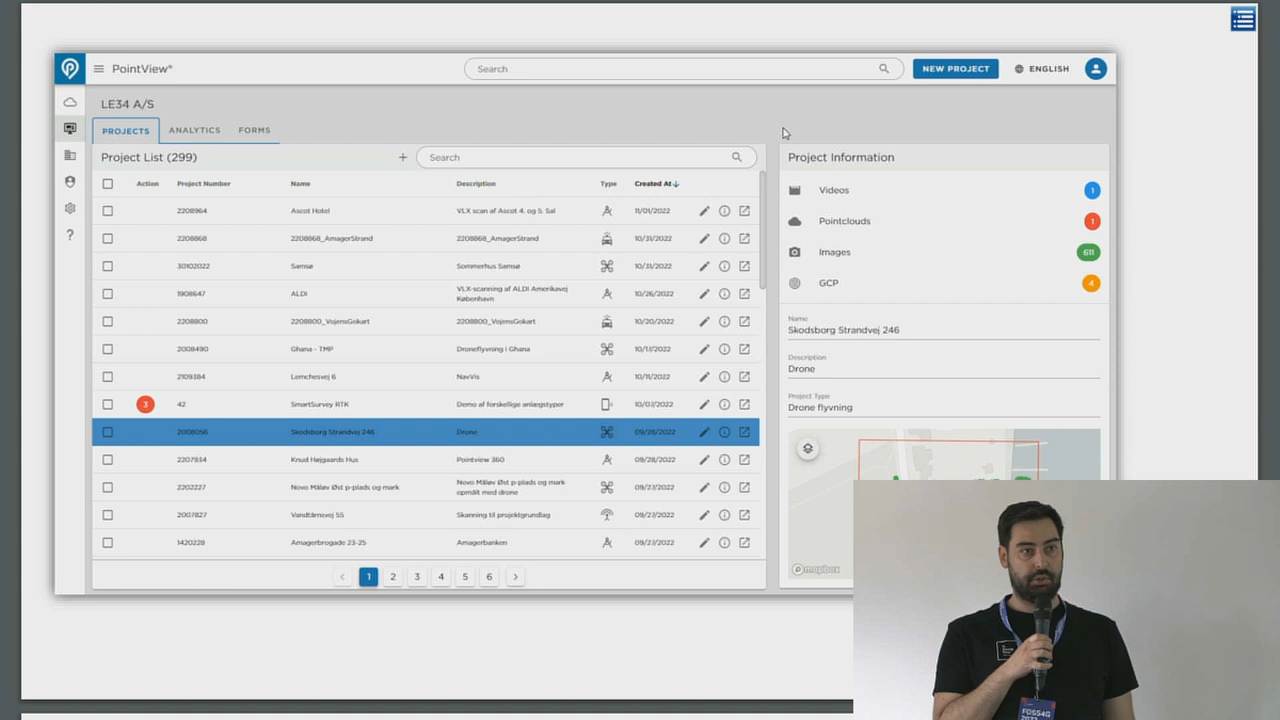 PointView®
Search
NEW PROJECT
ENGLISH
LE34 A/S
PROJECTS ANALYTICS FORMS
Project List (299)
+
Search
Action Project Number Name Description Type Created At
2208964 Ascot Hotel VLX scan af Ascot 4. og 5. Sal 11/01/2022
2208868 2208868_AmagerStrand 2208868_AmagerStrand 10/31/2022
30102022 Samsø Sommerhus Samsø 10/31/2022
1908647 ALDI VLX-scanning af ALDI Amerikavej København 10/26/2022
2208800 2208800_VojensGokart 2208800_VojensGokart 10/20/2022
2008490 Ghana - TMP Droneflyvning i Ghana 10/17/2022
2109384 Lemchesvej 6 NavVis 10/11/2022
3 42 SmartSurvey RTK Demo af forskellige anlægstyper 10/07/2022
2008056 Skodsborg Strandvej 246 Drone 09/28/2022
2207934 Knud Højgaards Hus Pointview 360 09/28/2022
2202227 Novo Måløv Øst p-plads og mark Novo Måløv Øst p-plads og mark opmålt med drone 09/27/2022
2007827 Vandtårnsvej 55 Skanning til projektgrundlag 09/27/2022
1420228 Amagerbrogade 23-25 Amagerbanken 09/27/2022
< 1 2 3 4 5 6 >
Project Information
Videos 1
Pointclouds 1
Images 611
GCP 4
Name
Skodsborg Strandvej 246
Description
Drone
Project Type
Drone flyvning
mapbox
FOSS4G